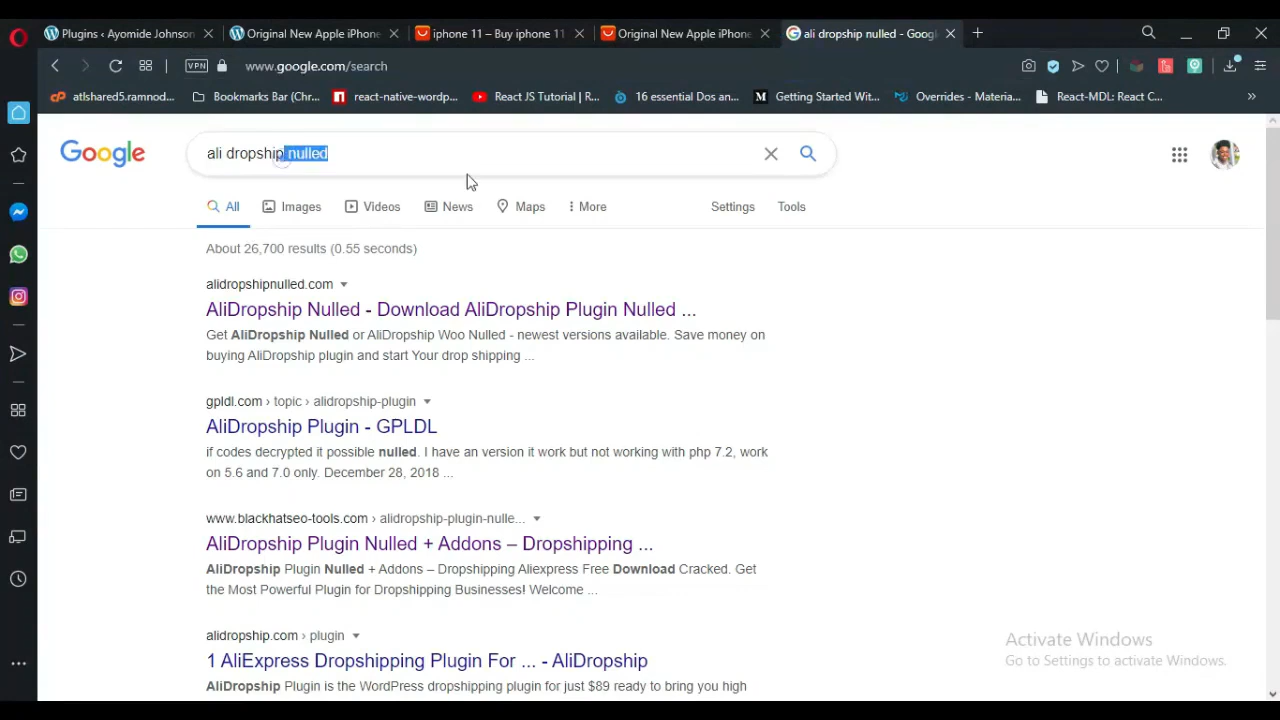 Plugins ‹ Ayomide Johnson
Original New Apple iPhone
iphone 11 – Buy iphone 11
Original New Apple iPhone
ali dropship nulled - Goog
VPN
www.google.com/search
atlshared5.ramnod...
Bookmarks Bar (Chr...
react-native-wordp...
React JS Tutorial | R...
16 essential Dos an...
Getting Started Wit...
Overrides - Materia...
React-MDL: React C...
Google
ali dropship nulled
All
Images
Videos
News
Maps
More
Settings
Tools
About 26,700 results (0.55 seconds)
alidropshipnulled.com
AliDropship Nulled - Download AliDropship Plugin Nulled ...
Get AliDropship Nulled or AliDropship Woo Nulled - newest versions available. Save money on
buying AliDropship plugin and start Your drop shipping ...
gpldl.com › topic › alidropship-plugin
AliDropship Plugin - GPLDL
if codes decrypted it possible nulled. I have an version it work but not working with php 7.2, work
on 5.6 and 7.0 only. December 28, 2018 ...
www.blackhatseo-tools.com › alidropship-plugin-nulle...
AliDropship Plugin Nulled + Addons – Dropshipping ...
AliDropship Plugin Nulled + Addons – Dropshipping Aliexpress Free Download Cracked. Get
the Most Powerful Plugin for Dropshipping Businesses! Welcome ...
alidropship.com › plugin
1 AliExpress Dropshipping Plugin For ... - AliDropship
AliDropship Plugin is the WordPress dropshipping plugin for just $89 ready to bring you high
Activate Windows
Go to Settings to activate Windows.